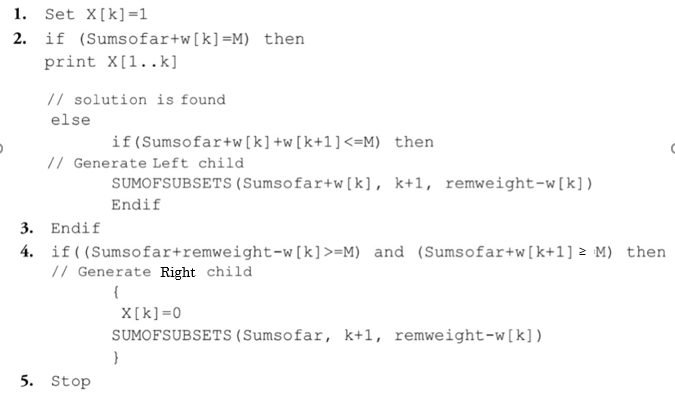 1. Set X[k]=1
2. if (Sumsofar+w[k]=M) then
print X[1..k]
// solution is found
else
if(Sumsofar+w[k]+w[k+1]<=M) then
// Generate Left child
SUMOFSUBSETS(Sumsofar+w[k], k+1, remweight-w[k])
Endif
3. Endif
4. if((Sumsofar+remweight-w[k]>=M) and (Sumsofar+w[k+1] ≥ M) then
// Generate Right child
{
X[k]=0
SUMOFSUBSETS(Sumsofar, k+1, remweight-w[k])
}
5. Stop